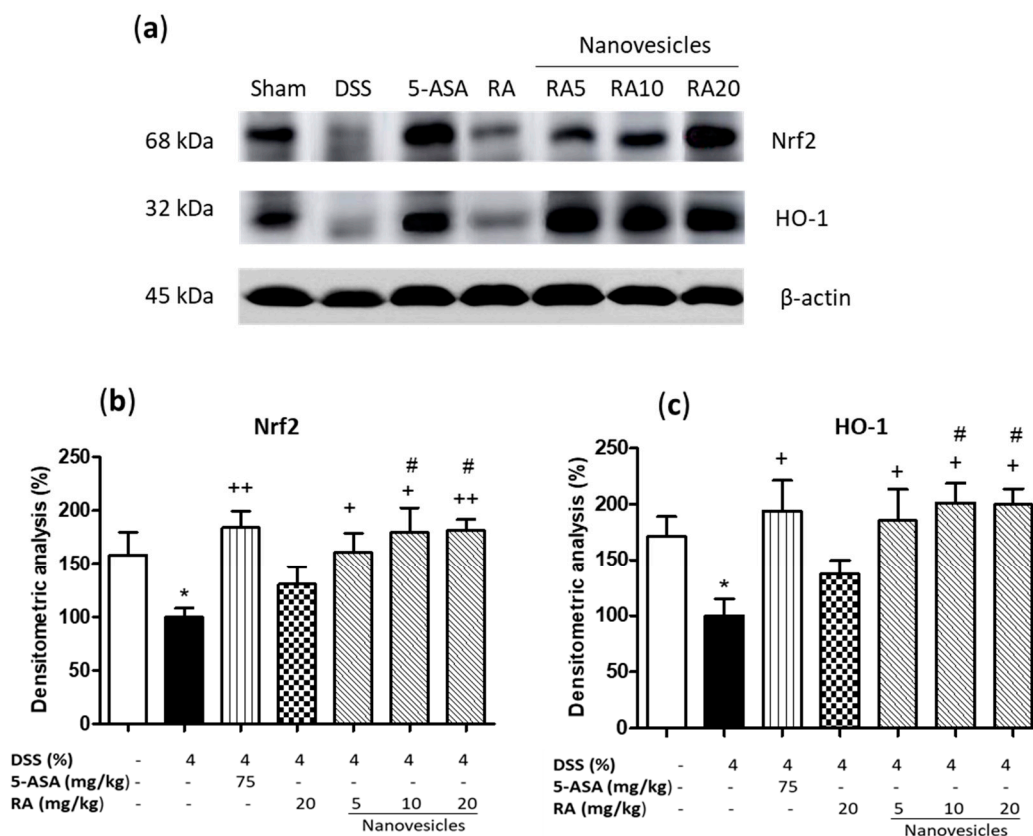 (a)
Nanovesicles
Sham DSS 5-ASA RA RA5 RA10 RA20
68 kDa Nrf2
32 kDa HO-1
45 kDa β-actin
(b)
Nrf2
Densitometric analysis (%)
250
200
150
100
50
0
* ++ + # + # ++
DSS (%) - 4 4 4 4 4 4
5-ASA (mg/kg) - - 75 - - - -
RA (mg/kg) - - - 20 5 10 20
Nanovesicles
(c)
HO-1
Densitometric analysis (%)
250
200
150
100
50
0
* + + # + # +
DSS (%) - 4 4 4 4 4 4
5-ASA (mg/kg) - - 75 - - - -
RA (mg/kg) - - - 20 5 10 20
Nanovesicles